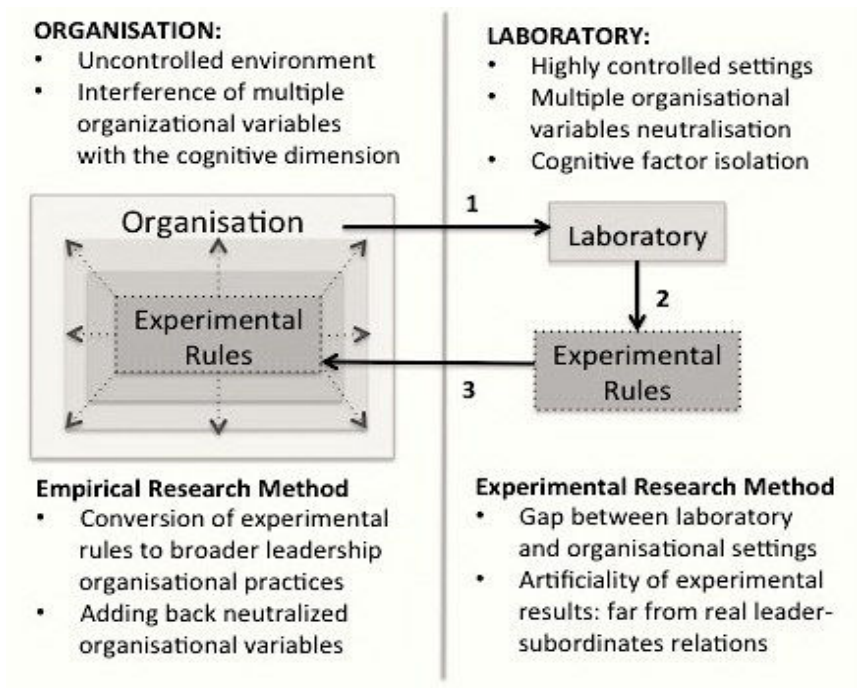 ORGANISATION:
• Uncontrolled environment
• Interference of multiple
organizational variables
with the cognitive dimension
LABORATORY:
• Highly controlled settings
• Multiple organisational
variables neutralisation
• Cognitive factor isolation
Organisation
Experimental
Rules
1
Laboratory
2
Experimental
Rules
3
Empirical Research Method
• Conversion of experimental
rules to broader leadership
organisational practices
• Adding back neutralized
organisational variables
Experimental Research Method
• Gap between laboratory
and organisational settings
• Artificiality of experimental
results: far from real leader-
subordinates relations